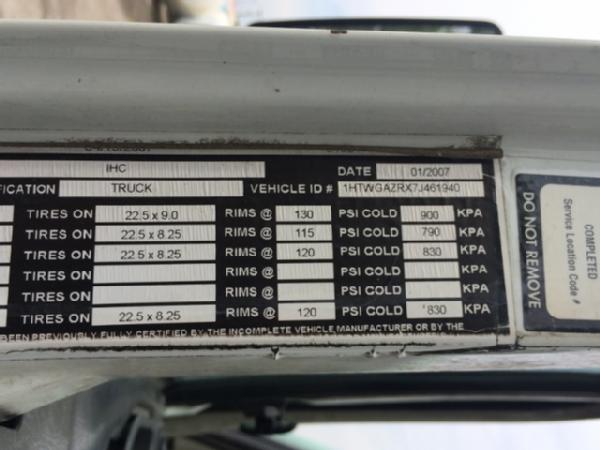 IHC DATE 01/2007
FICATION TRUCK VEHICLE ID # 1HTWGAZRX7J461940
TIRES ON 22.5 x 9.0 RIMS @ 130 PSI COLD 900 KPA
TIRES ON 22.5 x 8.25 RIMS @ 115 PSI COLD 790 KPA
TIRES ON 22.5 x 8.25 RIMS @ 120 PSI COLD 830 KPA
TIRES ON RIMS @ PSI COLD KPA
TIRES ON RIMS @ PSI COLD KPA
TIRES ON 22.5 x 8.25 RIMS @ 120 PSI COLD 830 KPA
BEEN PREVIOUSLY FULLY CERTIFIED BY THE INCOMPLETE VEHICLE MANUFACTURER OR BY THE
DO NOT REMOVE
COMPLETED
Service Location Code #